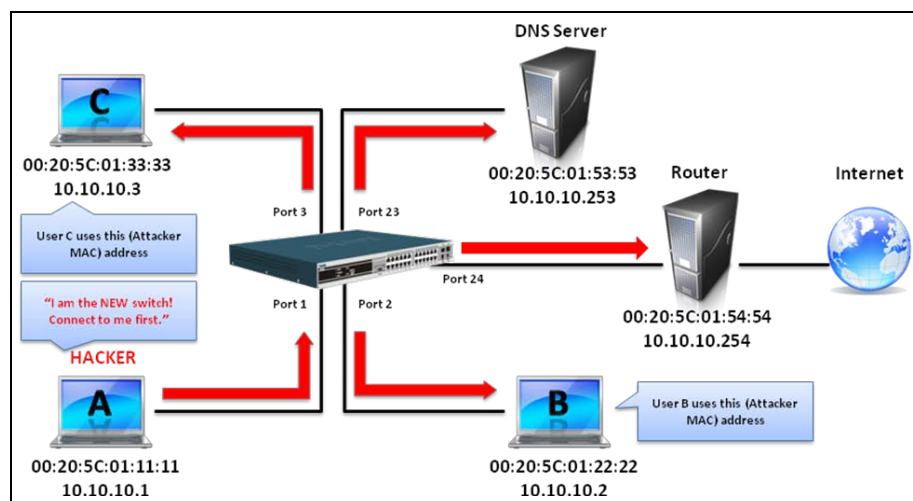 DNS Server
C
00:20:5C:01:33:33
10.10.10.3
00:20:5C:01:53:53
10.10.10.253
Router
Internet
Port 3
Port 23
User C uses this (Attacker
MAC) address
Port 24
"I am the NEW switch!
Connect to me first."
Port 1
Port 2
00:20:5C:01:54:54
10.10.10.254
HACKER
A
B
User B uses this (Attacker
MAC) address
00:20:5C:01:11:11
10.10.10.1
00:20:5C:01:22:22
10.10.10.2